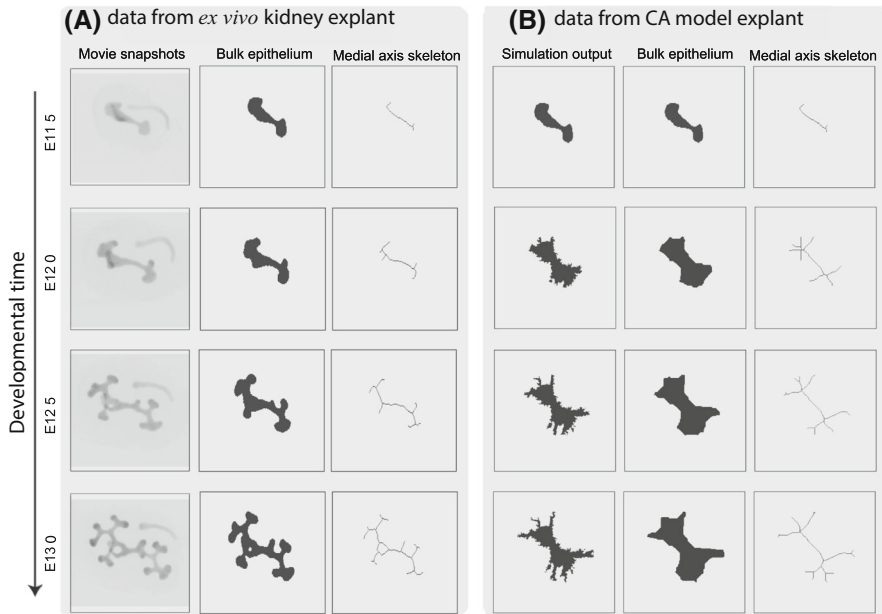 (A) data from ex vivo kidney explant
Movie snapshots Bulk epithelium Medial axis skeleton
(B) data from CA model explant
Simulation output Bulk epithelium Medial axis skeleton
Developmental time
E11 5
E12 0
E12 5
E13 0